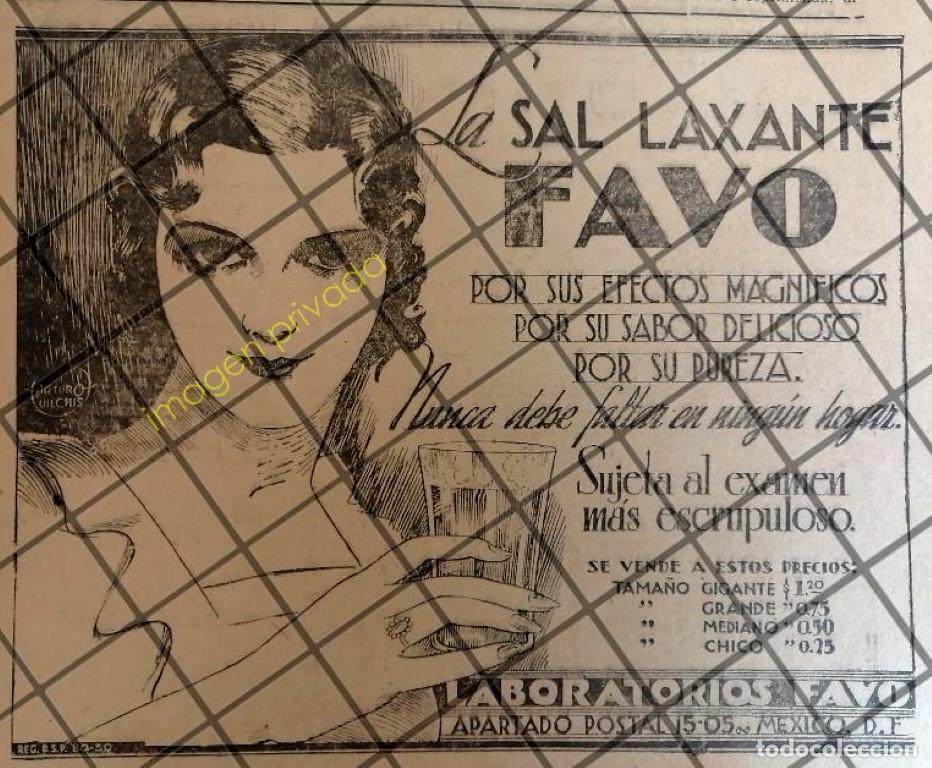 La SAL LAXANTE
FAVO
POR SUS EFECTOS MAGNIFICOS
POR SU SABOR DELICIOSO
POR SU PUREZA.
Nunca debe faltar en ningún hogar.
Sujeta al examen
más escrupuloso.
SE VENDE A ESTOS PRECIOS:
TAMAÑO GIGANTE $1.20
" GRANDE " 0.75
" MEDIANO " 0.50
" CHICO " 0.25
LABORATORIOS FAVO
APARTADO POSTAL 15-05~ MEXICO, D. F.
ARTURO
VILCHIS
imagen privada
REG. D.S.P.
todocoleccion